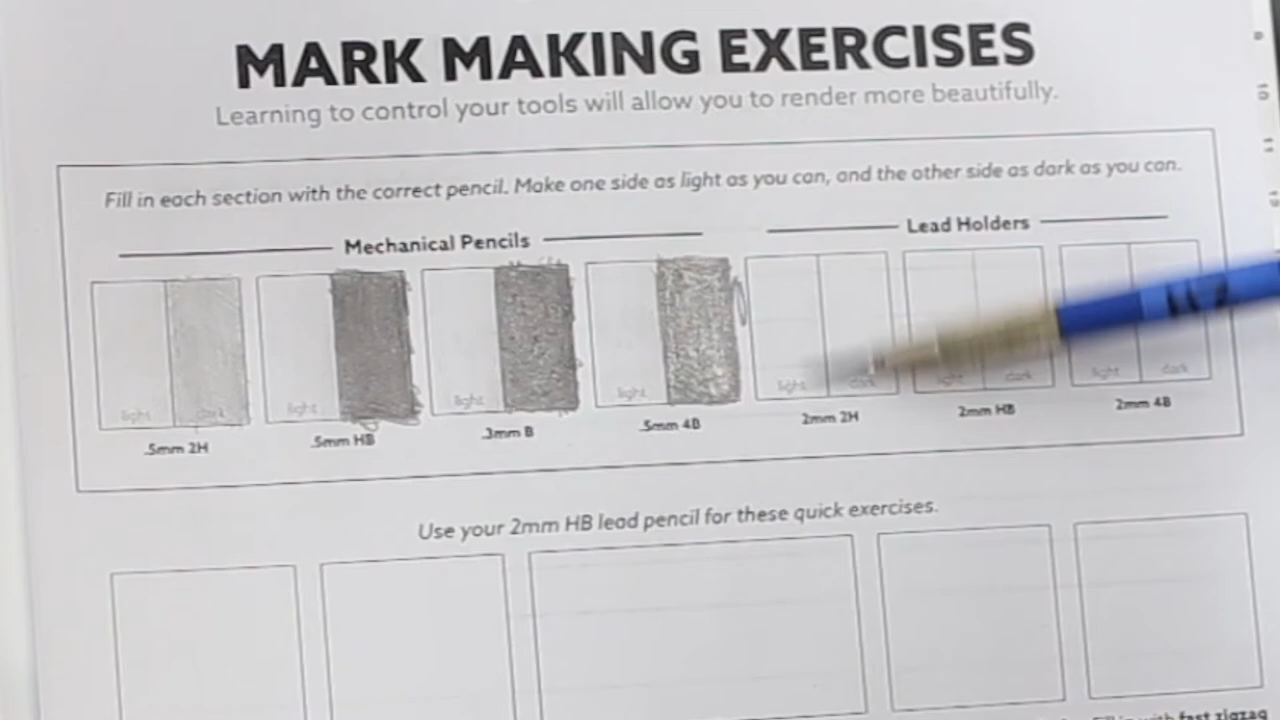 MARK MAKING EXERCISES
Learning to control your tools will allow you to render more beautifully.
Fill in each section with the correct pencil. Make one side as light as you can, and the other side as dark as you can.
Mechanical Pencils
Lead Holders
light dark light light light light dark light dark light dark
.5mm 2H .5mm HB .3mm B .5mm 4B 2mm 2H 2mm HB 2mm 4B
Use your 2mm HB lead pencil for these quick exercises.
with fast zigzag